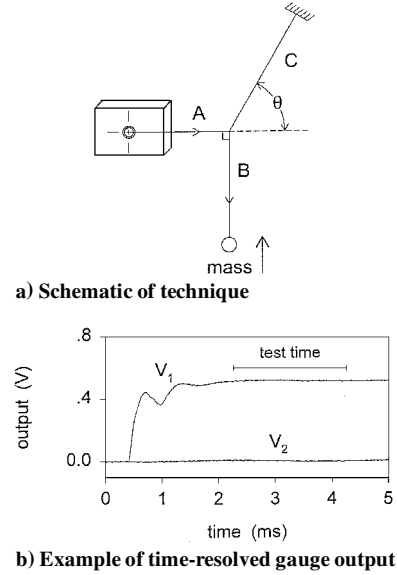 C
θ
A
B
mass
a) Schematic of technique
.8
.4
0.0
output (V)
V1
test time
V2
0 1 2 3 4 5
time (ms)
b) Example of time-resolved gauge output